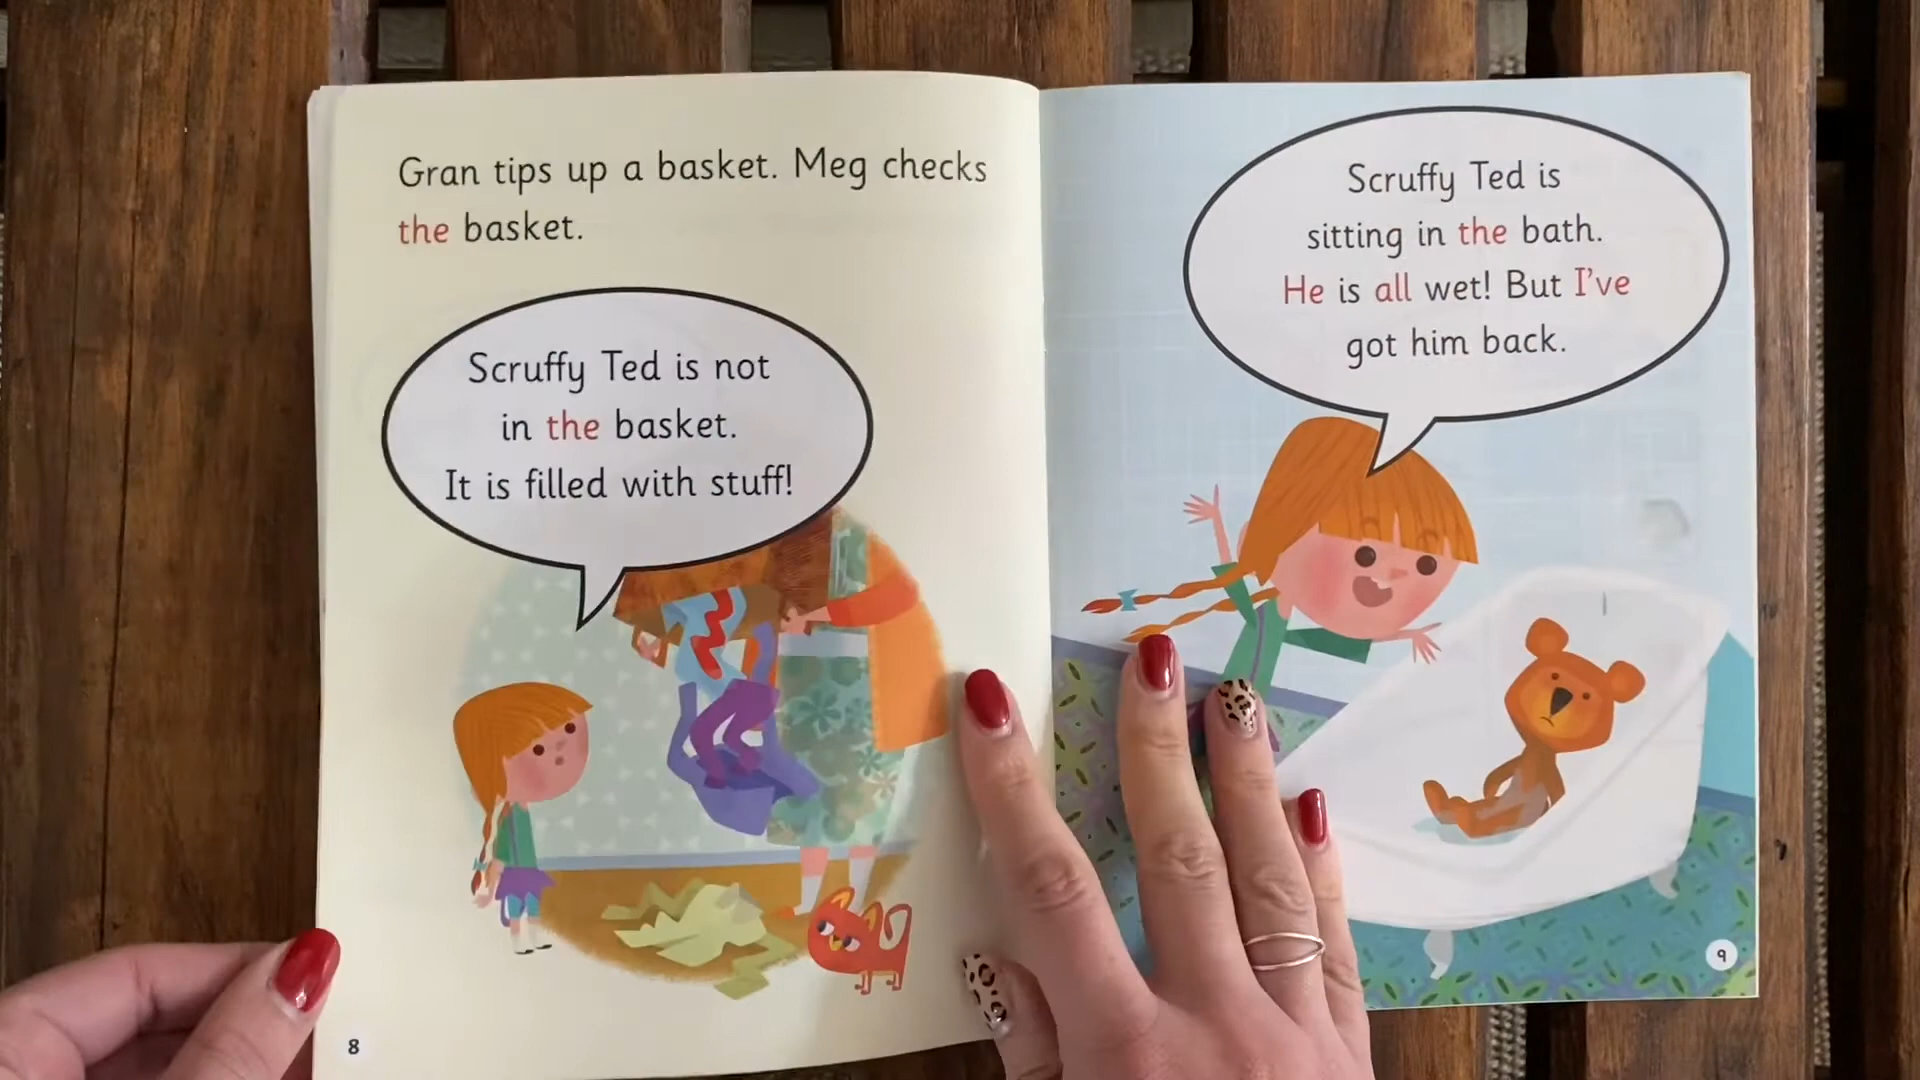 Gran tips up a basket. Meg checks
the basket.
Scruffy Ted is not
in the basket.
It is filled with stuff!
8
Scruffy Ted is
sitting in the bath.
He is all wet! But I've
got him back.
9